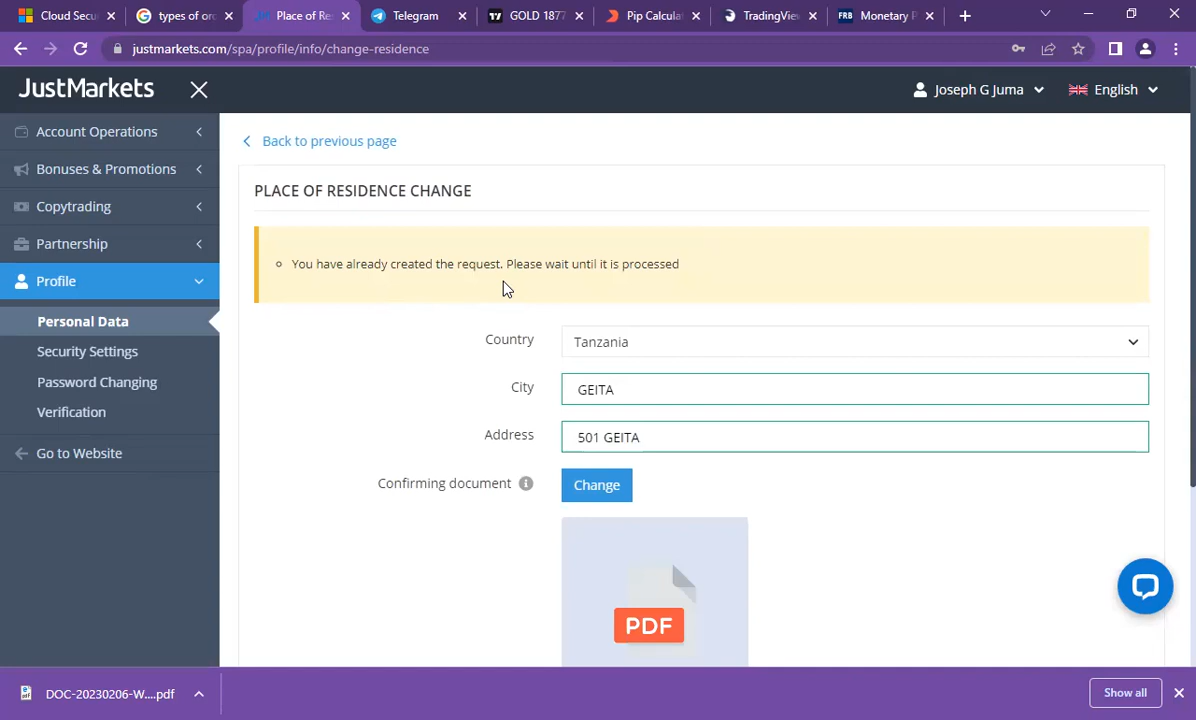 Cloud Secu
types of ord
Place of Res
Telegram
GOLD 1877
Pip Calcula
TradingView
FRB Monetary P
justmarkets.com/spa/profile/info/change-residence
JustMarkets
Joseph G Juma
English
Account Operations
Bonuses & Promotions
Copytrading
Partnership
Profile
Personal Data
Security Settings
Password Changing
Verification
Go to Website
Back to previous page
PLACE OF RESIDENCE CHANGE
You have already created the request. Please wait until it is processed
Country
Tanzania
City
GEITA
Address
501 GEITA
Confirming document
Change
PDF
DOC-20230206-W....pdf
Show all